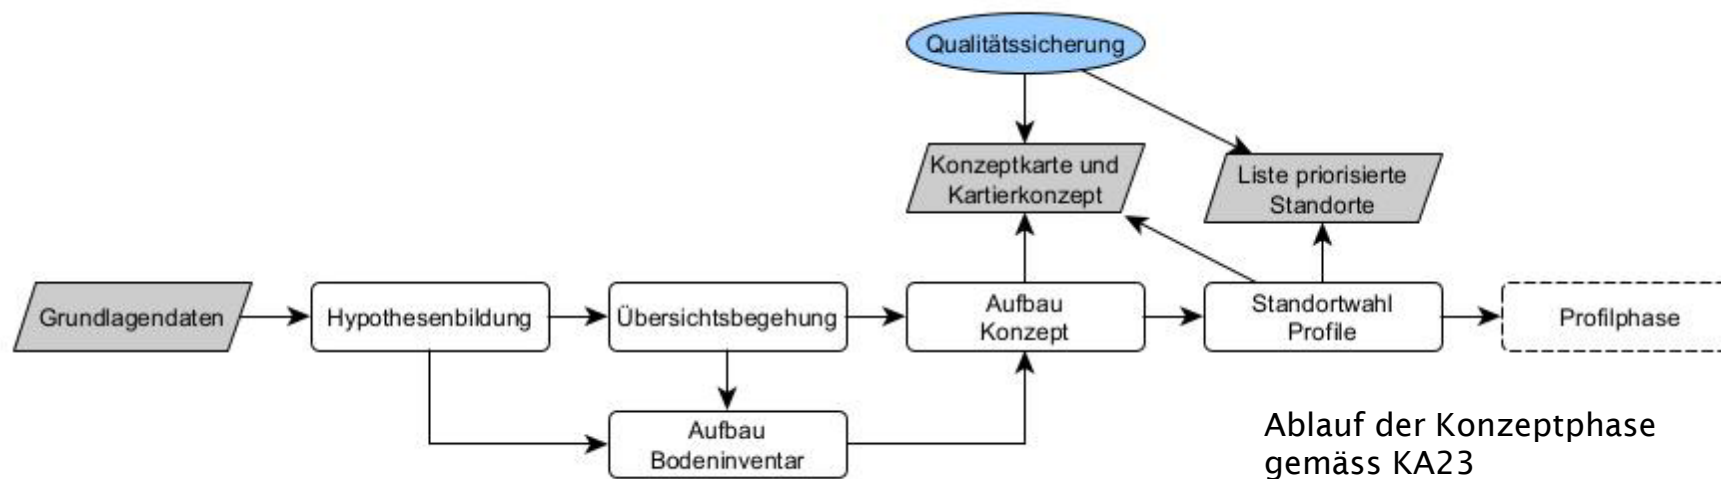 Qualitätssicherung
Konzeptkarte und
Kartierkonzept
Liste priorisierte
Standorte
Grundlagendaten
Hypothesenbildung
Übersichtsbegehung
Aufbau
Konzept
Standortwahl
Profile
Profilphase
Aufbau
Bodeninventar
Ablauf der Konzeptphase
gemäss KA23